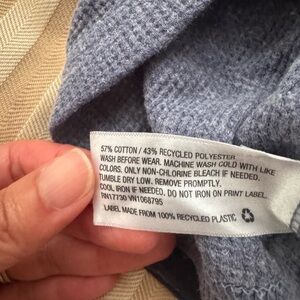 57% COTTON / 43% RECYCLED POLYESTER.
WASH BEFORE WEAR. MACHINE WASH COLD WITH LIKE
COLORS. ONLY NON-CHLORINE BLEACH IF NEEDED.
TUMBLE DRY LOW. REMOVE PROMPTLY.
COOL IRON IF NEEDED. DO NOT IRON ON PRINT LABEL.
RN17730 VN1068795
LABEL MADE FROM 100% RECYCLED PLASTIC